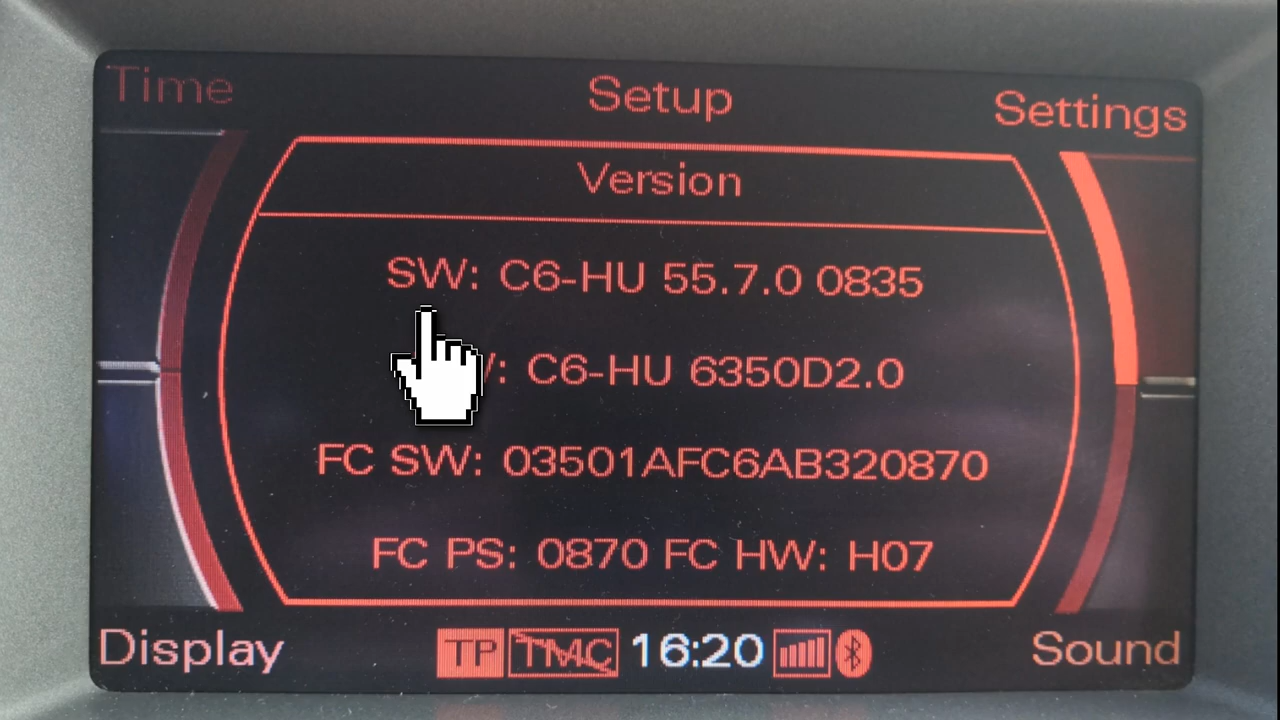 Time
Setup
Settings
Version
SW: C6-HU 55.7.0 0835
: C6-HU 6350D2.0
FC SW: 03501AFC6AB320870
FC PS: 0870 FC HW: H07
Display
TP TMC 16:20
Sound